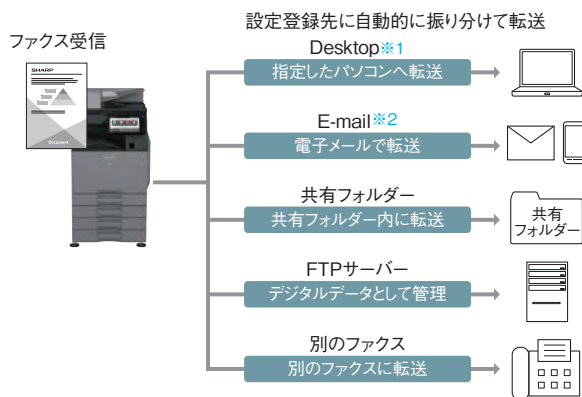 設定登録先に自動的に振り分けて転送
ファクス受信
SHARP
Document
Desktop※1
指定したパソコンへ転送
E-mail※2
電子メールで転送
共有フォルダー
共有フォルダー内に転送
共有
フォルダー
FTPサーバー
デジタルデータとして管理
別のファクス
別のファクスに転送